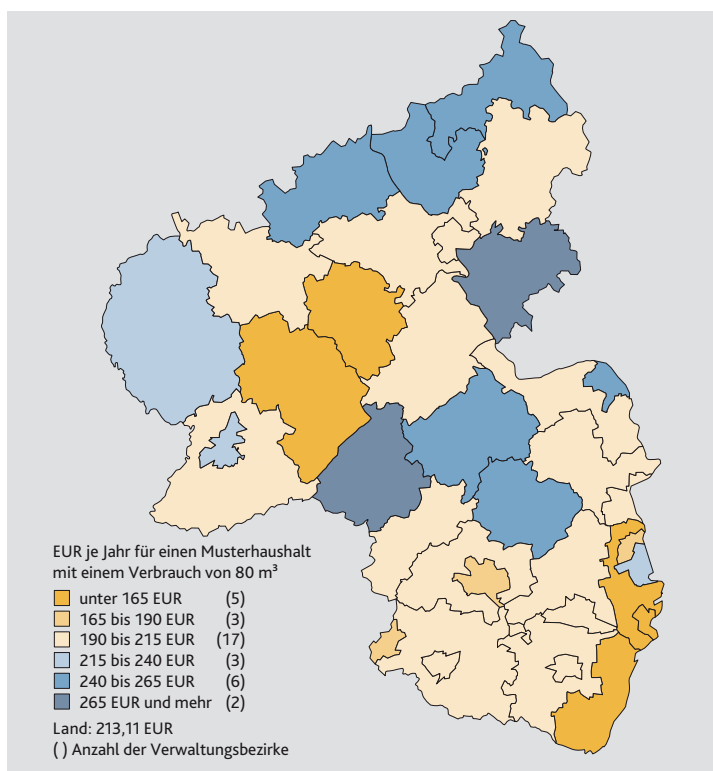 EUR je Jahr für einen Musterhaushalt
mit einem Verbrauch von 80 m³
unter 165 EUR (5)
165 bis 190 EUR (3)
190 bis 215 EUR (17)
215 bis 240 EUR (3)
240 bis 265 EUR (6)
265 EUR und mehr (2)
Land: 213,11 EUR
( ) Anzahl der Verwaltungsbezirke